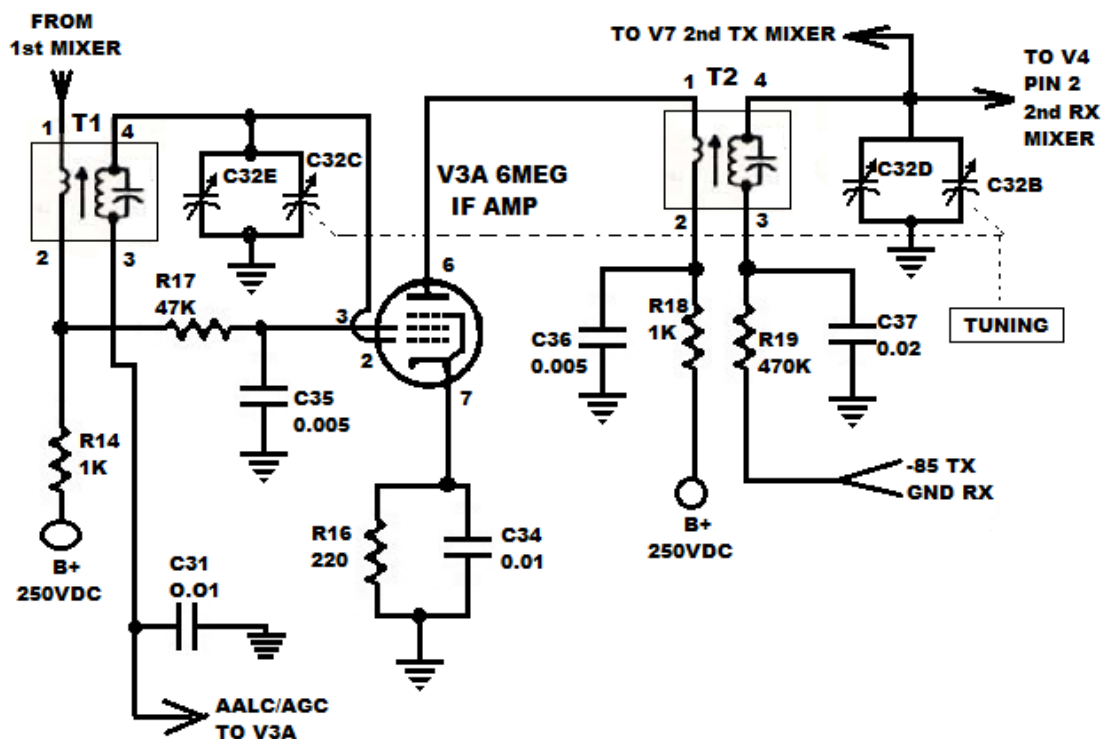 FROM
1st MIXER
TO V7 2nd TX MIXER
TO V4
PIN 2
2nd RX
MIXER
T1
1
4
2
3
C32E
C32C
V3A 6MEG
IF AMP
1
T2
4
2
3
C32D
C32B
R17
47K
3
2
6
7
C35
0.005
R14
1K
B+
250VDC
C31
0.01
AALC/AGC
TO V3A
R16
220
C34
0.01
C36
0.005
R18
1K
R19
470K
C37
0.02
TUNING
B+
250VDC
-85 TX
GND RX